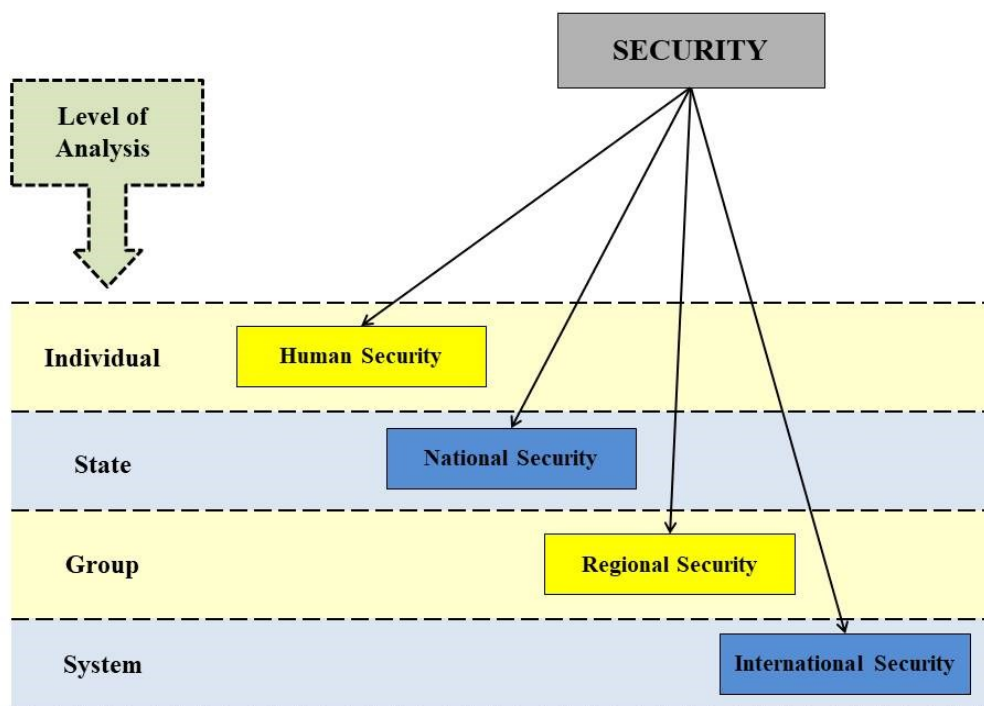 SECURITY
Level of
Analysis
Individual
Human Security
State
National Security
Group
Regional Security
System
International Security